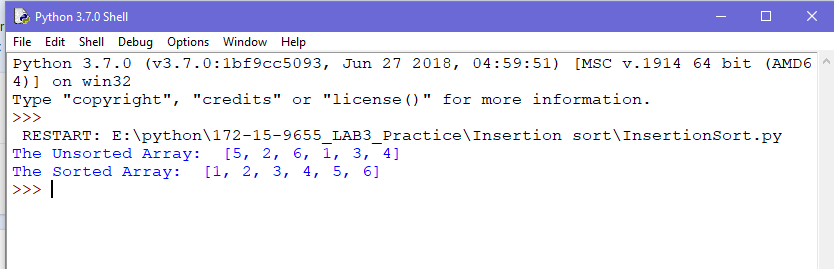 Python 3.7.0 Shell
File Edit Shell Debug Options Window Help
Python 3.7.0 (v3.7.0:1bf9cc5093, Jun 27 2018, 04:59:51) [MSC v.1914 64 bit (AMD6
4)] on win32
Type "copyright", "credits" or "license()" for more information.
>>>
RESTART: E:\python\172-15-9655_LAB3_Practice\Insertion sort\InsertionSort.py
The Unsorted Array:  [5, 2, 6, 1, 3, 4]
The Sorted Array:  [1, 2, 3, 4, 5, 6]
>>>